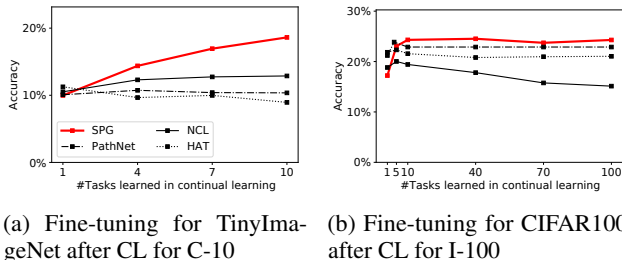 20%
10%
0%
Accuracy
SPG
PathNet
NCL
HAT
1 4 7 10
#Tasks learned in continual learning
30%
20%
10%
0%
Accuracy
1 5 10 40 70 100
#Tasks learned in continual learning
(a) Fine-tuning for TinyIma-
geNet after CL for C-10
(b) Fine-tuning for CIFAR100
after CL for I-100